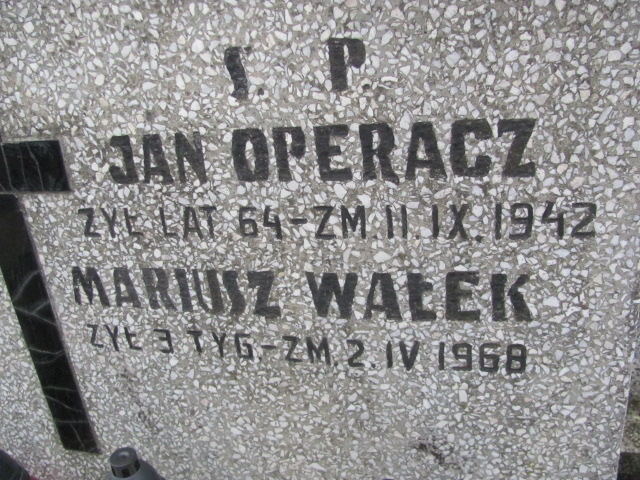 Ś. P.
JAN OPERACZ
ŻYŁ LAT 64-ZM. 11.IX.1942
MARIUSZ WAŁEK
ŻYŁ 3 TYG-ZM. 2.IV 1968